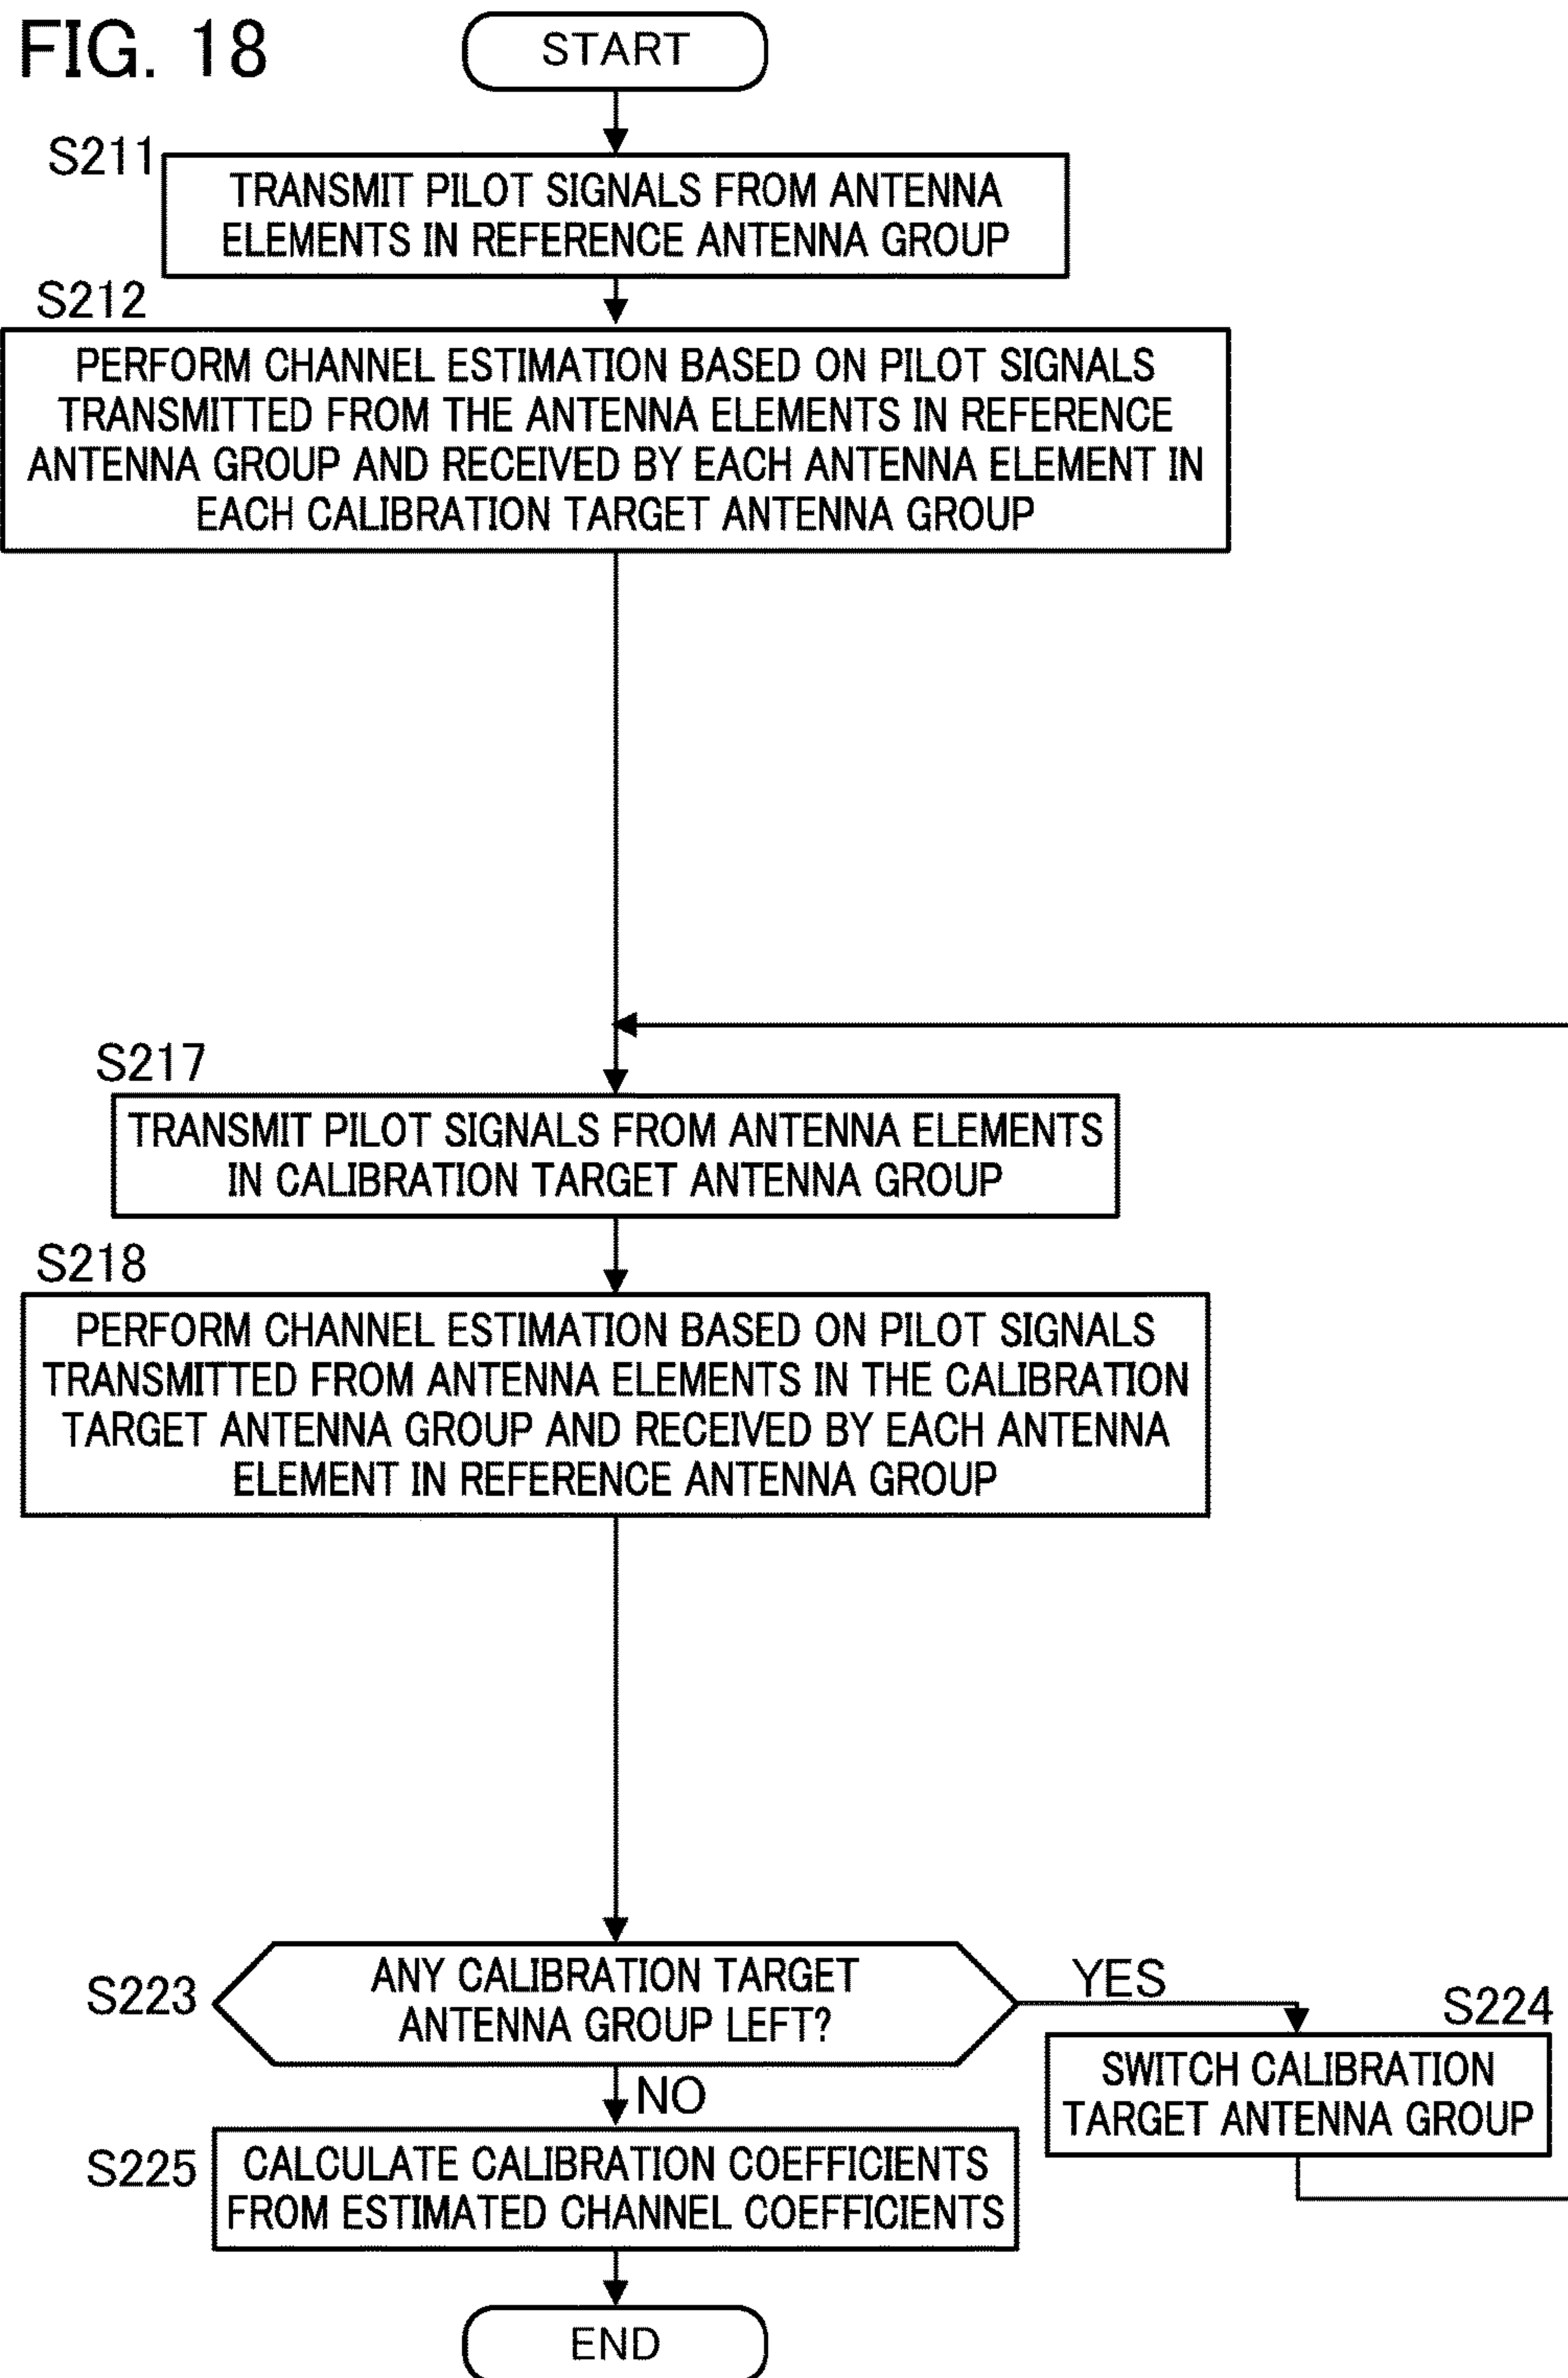 FIG. 18
START
S211
TRANSMIT PILOT SIGNALS FROM ANTENNA
ELEMENTS IN REFERENCE ANTENNA GROUP
S212
PERFORM CHANNEL ESTIMATION BASED ON PILOT SIGNALS
TRANSMITTED FROM THE ANTENNA ELEMENTS IN REFERENCE
ANTENNA GROUP AND RECEIVED BY EACH ANTENNA ELEMENT IN
EACH CALIBRATION TARGET ANTENNA GROUP
S217
TRANSMIT PILOT SIGNALS FROM ANTENNA ELEMENTS
IN CALIBRATION TARGET ANTENNA GROUP
S218
PERFORM CHANNEL ESTIMATION BASED ON PILOT SIGNALS
TRANSMITTED FROM ANTENNA ELEMENTS IN THE CALIBRATION
TARGET ANTENNA GROUP AND RECEIVED BY EACH ANTENNA
ELEMENT IN REFERENCE ANTENNA GROUP
S223
ANY CALIBRATION TARGET
ANTENNA GROUP LEFT?
YES
S224
SWITCH CALIBRATION
TARGET ANTENNA GROUP
NO
S225
CALCULATE CALIBRATION COEFFICIENTS
FROM ESTIMATED CHANNEL COEFFICIENTS
END